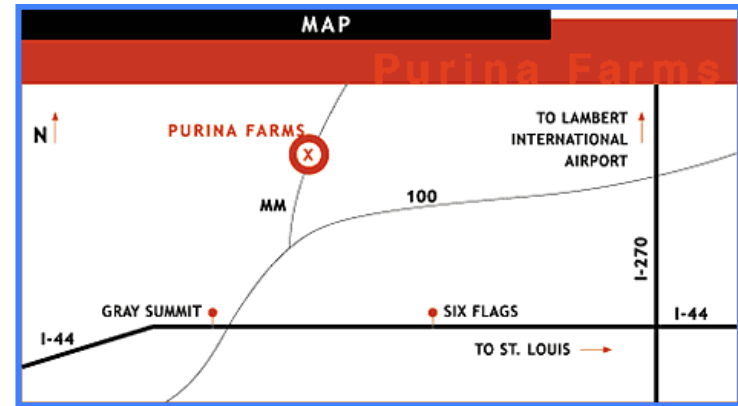 MAP
Purina Farms
N
PURINA FARMS
X
TO LAMBERT
INTERNATIONAL
AIRPORT
MM
100
I-270
GRAY SUMMIT
SIX FLAGS
I-44
I-44
TO ST. LOUIS